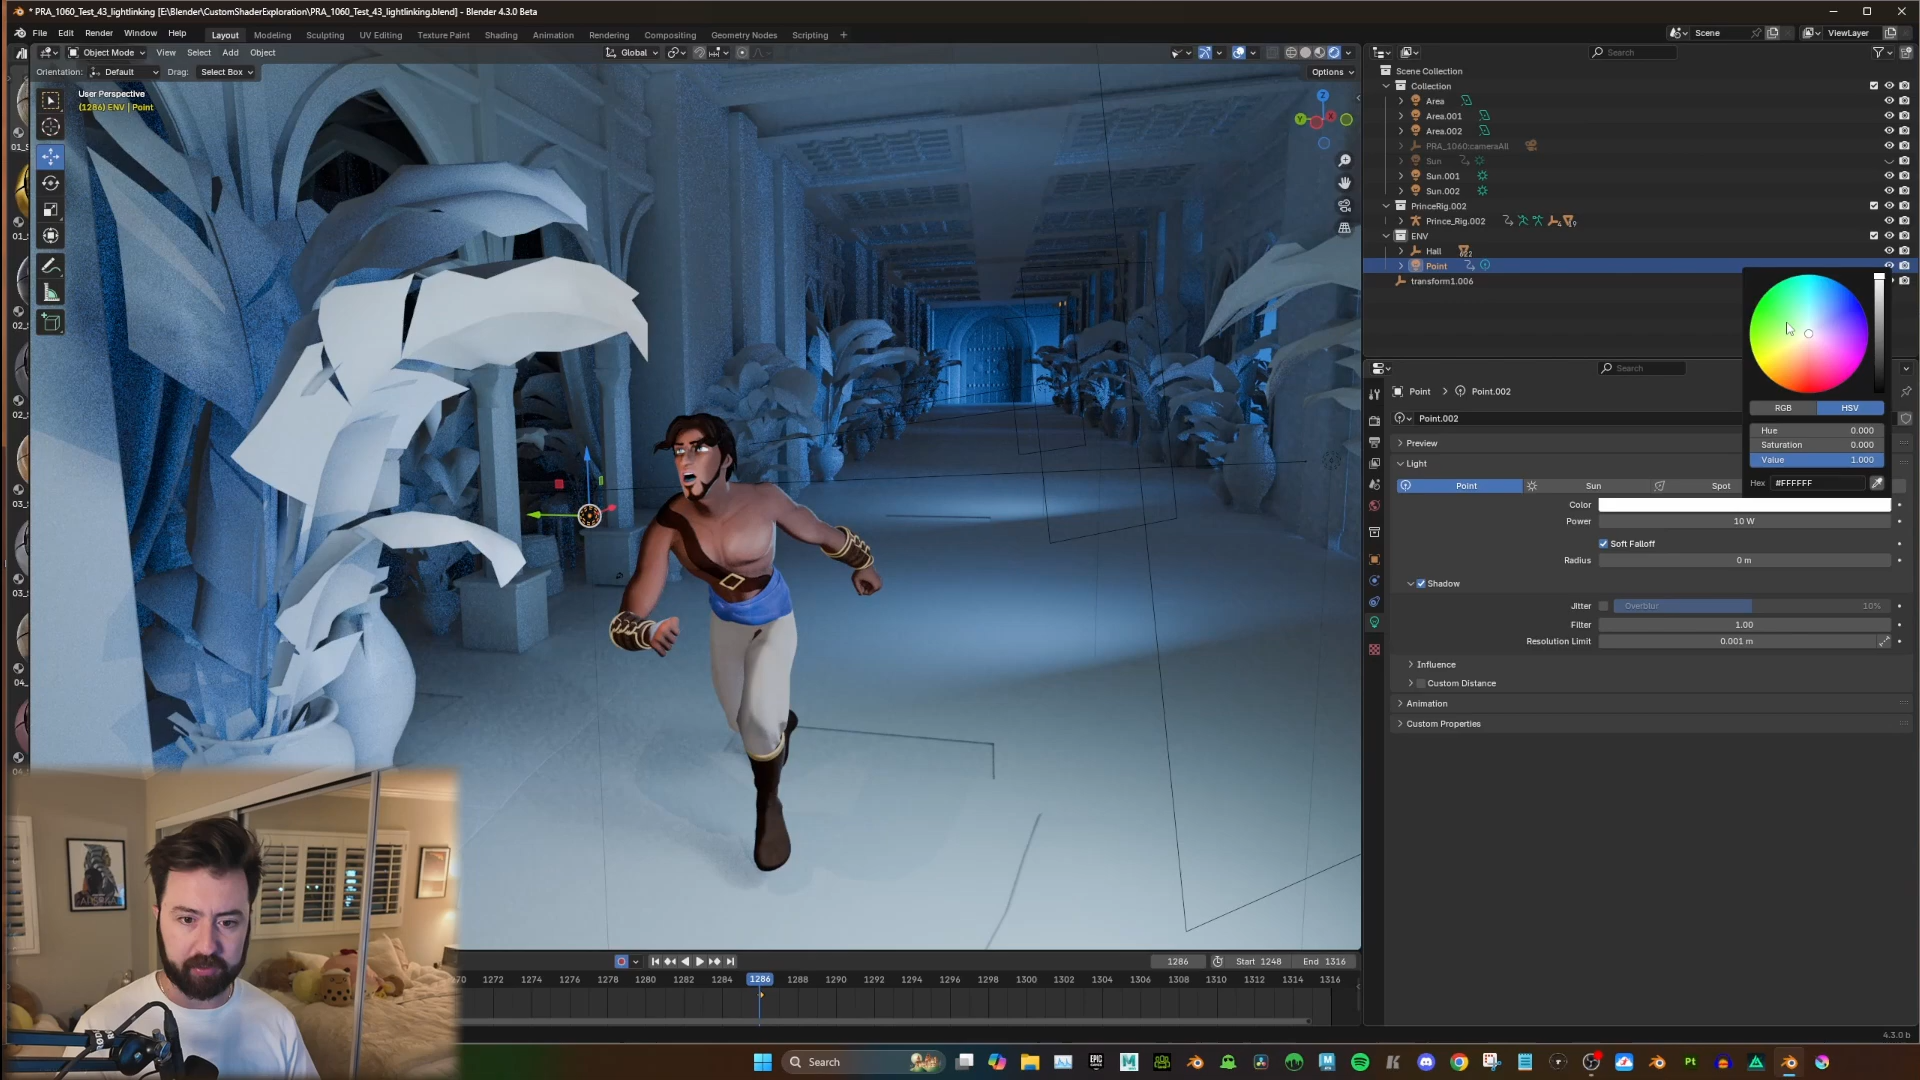 * PRA_1060_Test_43_lightlinking [E:\Blender\CustomShaderExploration\PRA_1060_Test_43_lightlinking.blend] - Blender 4.3.0 Beta
File Edit Render Window Help
Layout Modeling Sculpting UV Editing Texture Paint Shading Animation Rendering Compositing Geometry Nodes Scripting +
Scene ViewLayer
Object Mode View Select Add Object
Global
Search
Orientation: Default Drag: Select Box
Options
User Perspective
(1286) ENV | Point
Scene Collection
Collection
Area
Area.001
Area.002
PRA_1060:cameraAll
Sun
Sun.001
Sun.002
PrinceRig.002
Prince_Rig.002
ENV
Hall
Point
transform1.006
Search
Point > Point.002
Point.002
RGB HSV
Hue 0.000
Saturation 0.000
Value 1.000
Hex #FFFFFF
Preview
Light
Point Sun Spot
Color
Power 10 W
Soft Falloff
Radius 0 m
Shadow
Jitter Overblur 10%
Filter 1.00
Resolution Limit 0.001 m
Influence
Custom Distance
Animation
Custom Properties
1286 Start 1248 End 1316
70 1272 1274 1276 1278 1280 1282 1284 1286 1288 1290 1292 1294 1296 1298 1300 1302 1304 1306 1308 1310 1312 1314 1316
4.3.0 b
Search